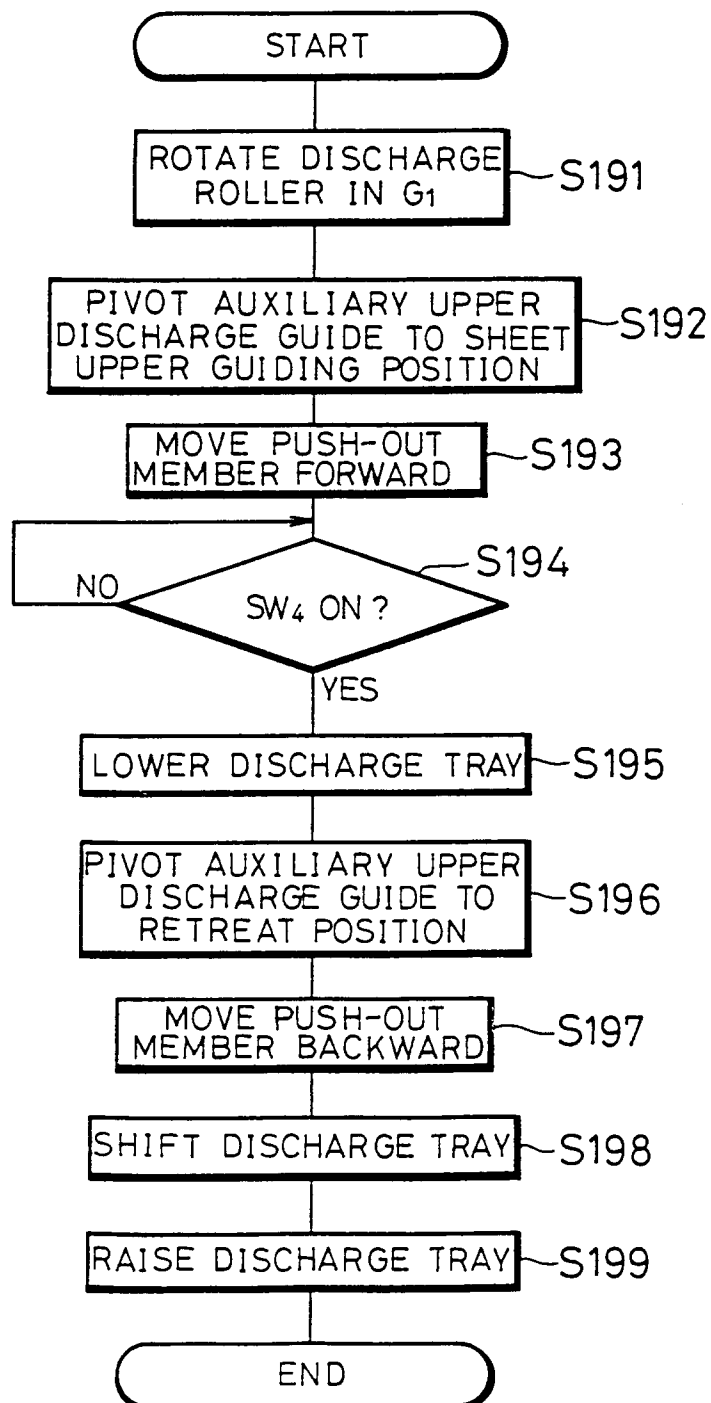 START
ROTATE DISCHARGE
ROLLER IN G₁
S191
PIVOT AUXILIARY UPPER
DISCHARGE GUIDE TO SHEET
UPPER GUIDING POSITION
S192
MOVE PUSH-OUT
MEMBER FORWARD
S193
S194
NO
SW₄ ON ?
YES
LOWER DISCHARGE TRAY
S195
PIVOT AUXILIARY UPPER
DISCHARGE GUIDE TO
RETREAT POSITION
S196
MOVE PUSH-OUT
MEMBER BACKWARD
S197
SHIFT DISCHARGE TRAY
S198
RAISE DISCHARGE TRAY
S199
END